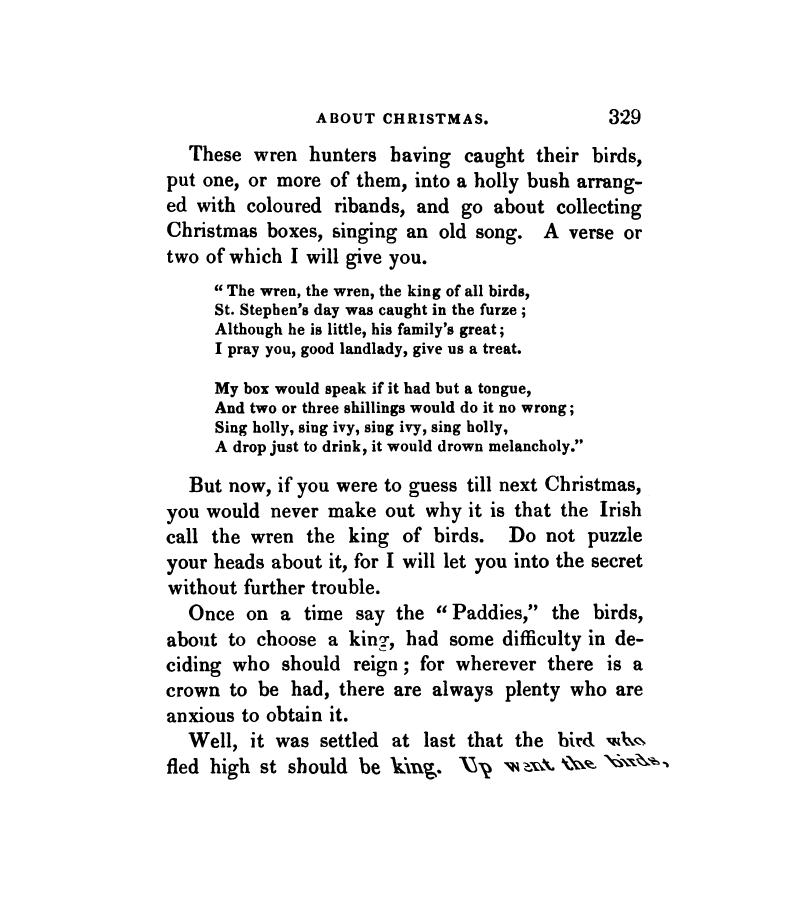 ABOUT CHRISTMAS. 329
These wren hunters having caught their birds,
put one, or more of them, into a holly bush arrang-
ed with coloured ribands, and go about collecting
Christmas boxes, singing an old song. A verse or
two of which I will give you.
“The wren, the wren, the king of all birds,
St. Stephen's day was caught in the furze;
Although he is little, his family's great;
I pray you, good landlady, give us a treat.
My box would speak if it had but a tongue,
And two or three shillings would do it no wrong;
Sing holly, sing ivy, sing ivy, sing holly,
A drop just to drink, it would drown melancholy.”
But now, if you were to guess till next Christmas,
you would never make out why it is that the Irish
call the wren the king of birds. Do not puzzle
your heads about it, for I will let you into the secret
without further trouble.
Once on a time say the “Paddies,” the birds,
about to choose a king, had some difficulty in de-
ciding who should reign; for wherever there is a
crown to be had, there are always plenty who are
anxious to obtain it.
Well, it was settled at last that the bird who
fled high st should be king. Up went the birds,